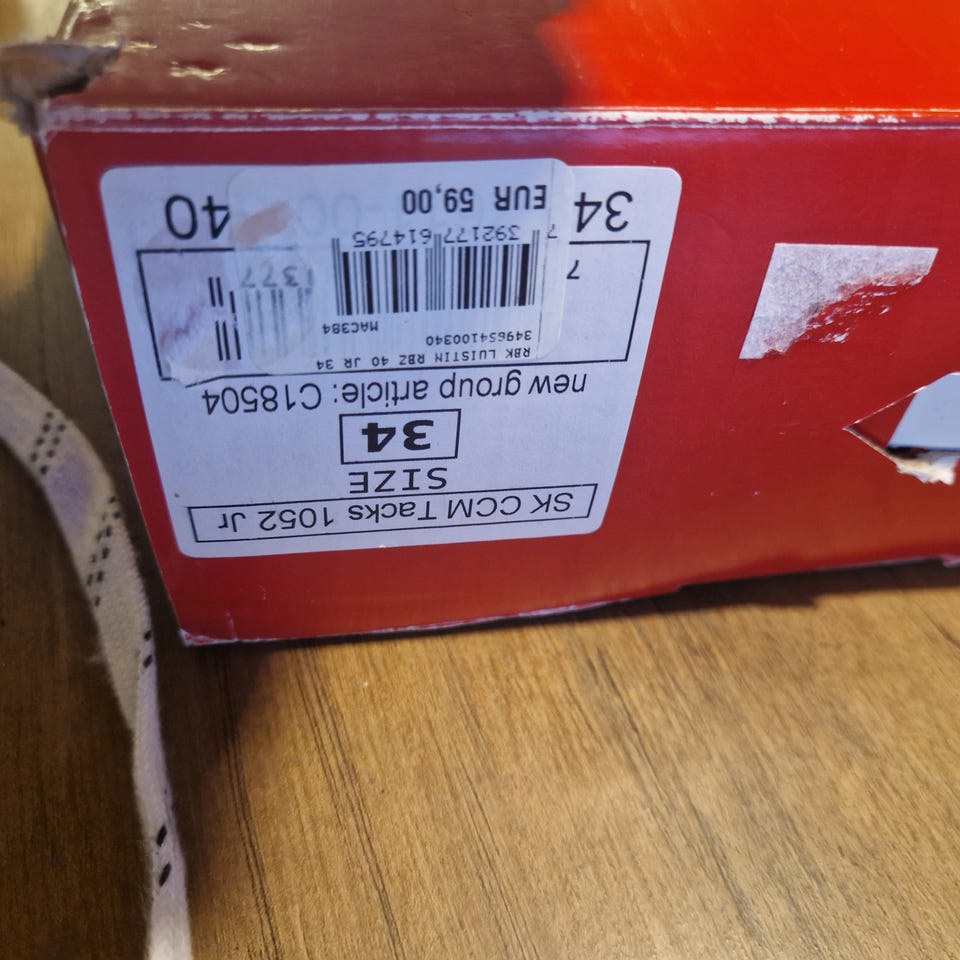 SK CCM Tacks 1052 Jr
SIZE
34
new group article: C18504
RBK LUISTIN RBZ 40 JR 34
349654100340
MAC384
7 392177 614795
1377
EUR 59,00
34
40